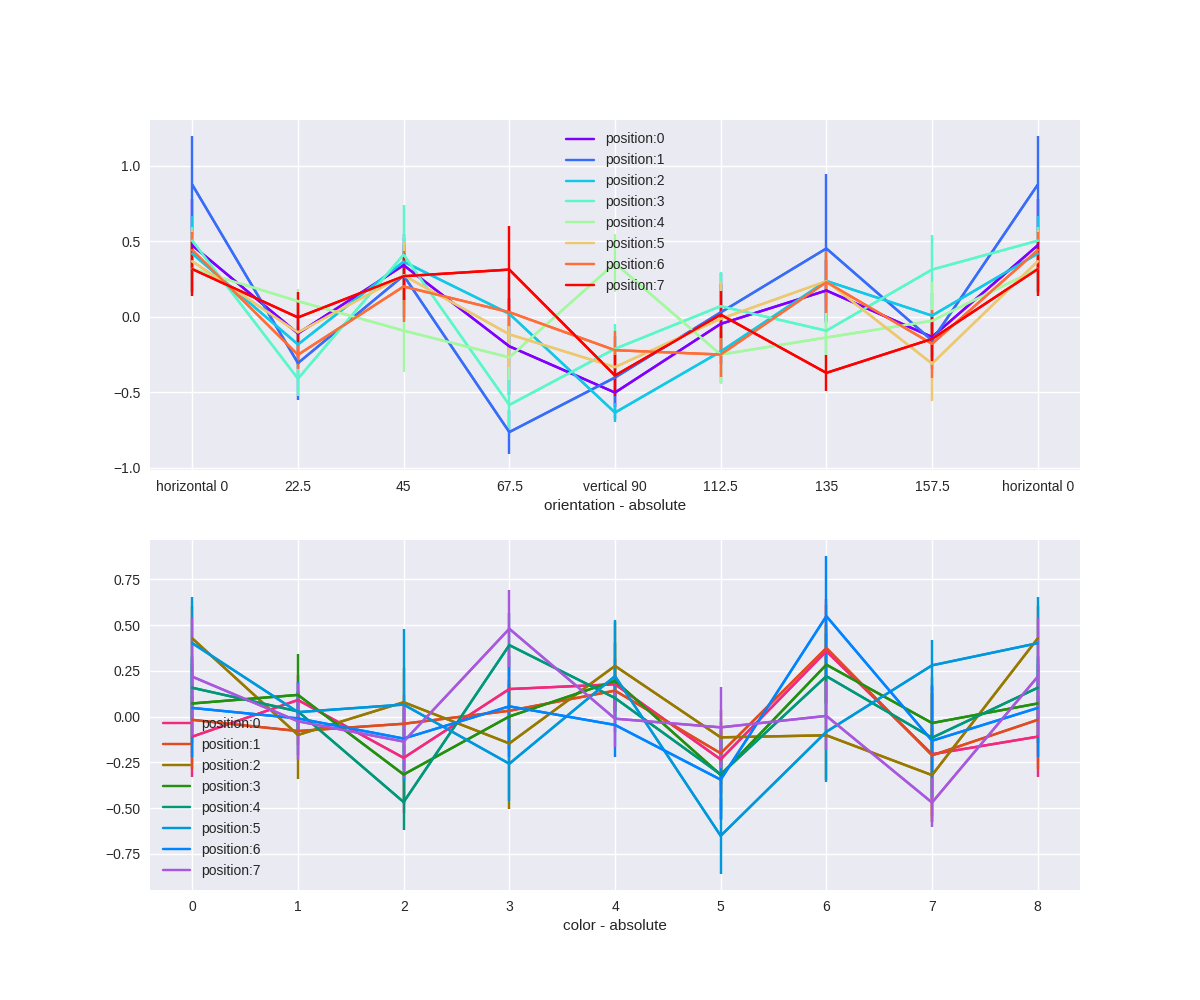 position:0
position:1
position:2
position:3
position:4
position:5
position:6
position:7
1.0
0.5
0.0
−0.5
−1.0
horizontal 0 22.5 45 67.5 vertical 90 112.5 135 157.5 horizontal 0
orientation - absolute
0.75
0.50
0.25
0.00
−0.25
−0.50
−0.75
position:0
position:1
position:2
position:3
position:4
position:5
position:6
position:7
0 1 2 3 4 5 6 7 8
color - absolute